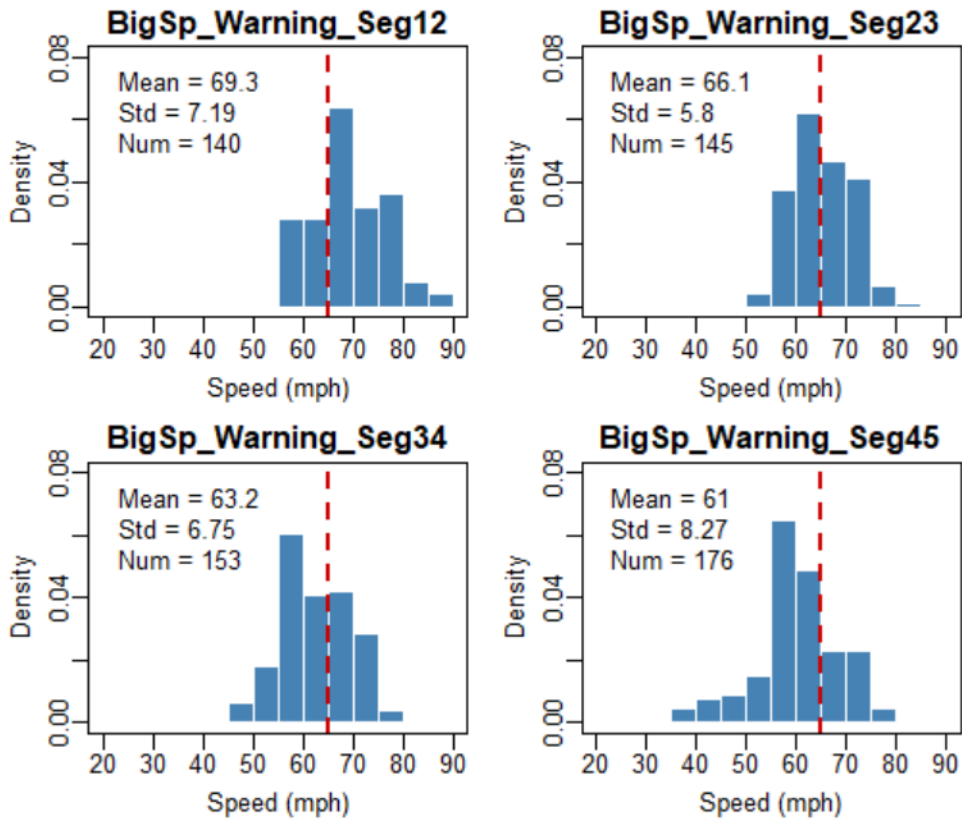 BigSp_Warning_Seg12
Mean = 69.3
Std = 7.19
Num = 140
0.00
0.04
0.08
Density
20 30 40 50 60 70 80 90
Speed (mph)
BigSp_Warning_Seg23
Mean = 66.1
Std = 5.8
Num = 145
0.00
0.04
0.08
Density
20 30 40 50 60 70 80 90
Speed (mph)
BigSp_Warning_Seg34
Mean = 63.2
Std = 6.75
Num = 153
0.00
0.04
0.08
Density
20 30 40 50 60 70 80 90
Speed (mph)
BigSp_Warning_Seg45
Mean = 61
Std = 8.27
Num = 176
0.00
0.04
0.08
Density
20 30 40 50 60 70 80 90
Speed (mph)